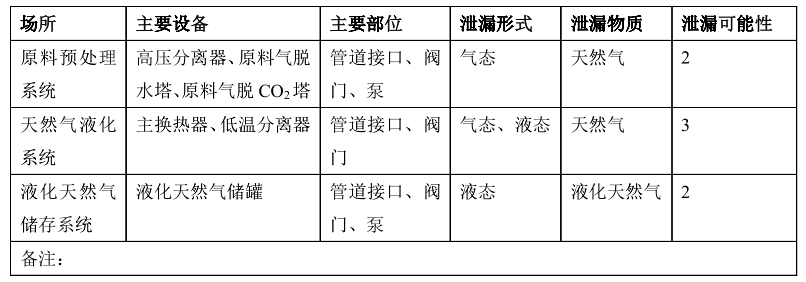 场所 主要设备 主要部位 泄漏形式 泄漏物质 泄漏可能性
原料预处理 高压分离器、原料气脱 管道接口、阀 气态 天然气 2
系统 水塔、原料气脱 CO₂塔 门、泵
天然气液化 主换热器、低温分离器 管道接口、阀 气态、液态 天然气 3
系统 门
液化天然气 液化天然气储罐 管道接口、阀 液态 液化天然气 2
储存系统 门、泵
备注：